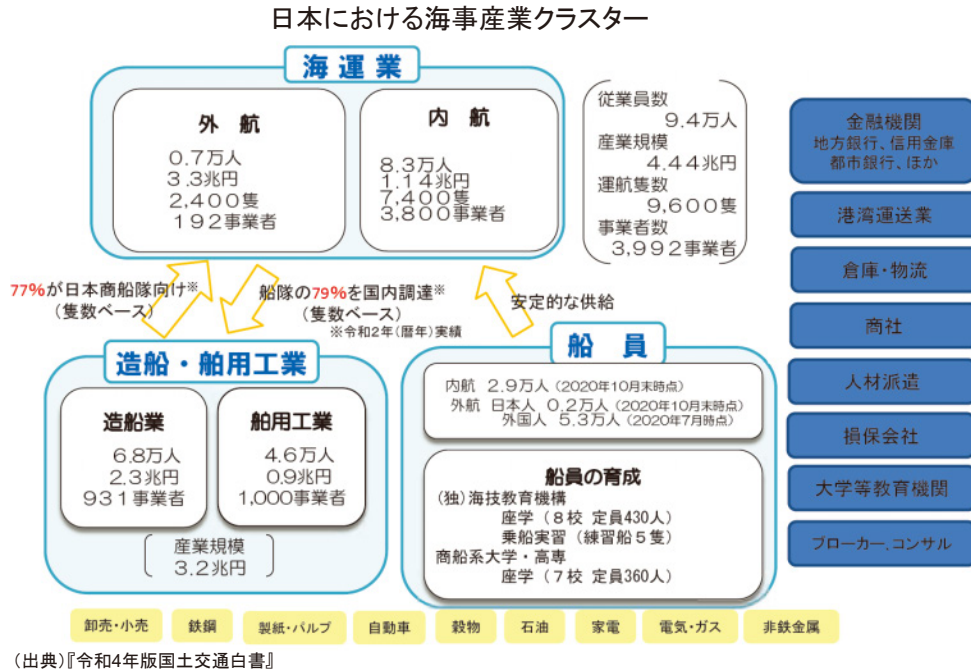 日本における海事産業クラスター
海運業
外 航
0.7万人
3.3兆円
2,400隻
192事業者
内 航
8.3万人
1.14兆円
7,400隻
3,800事業者
従業員数
9.4万人
産業規模
4.44兆円
運航隻数
9,600隻
事業者数
3,992事業者
77%が日本商船隊向け※
(隻数ベース)
船隊の79%を国内調達※
(隻数ベース)
※令和2年(暦年)実績
安定的な供給
造船・舶用工業
造船業
6.8万人
2.3兆円
931事業者
舶用工業
4.6万人
0.9兆円
1,000事業者
産業規模
3.2兆円
船 員
内航 2.9万人(2020年10月末時点)
外航 日本人 0.2万人(2020年10月末時点)
外国人 5.3万人(2020年7月時点)
船員の育成
(独)海技教育機構
座学(8校 定員430人)
乗船実習(練習船5隻)
商船系大学・高専
座学(7校 定員360人)
金融機関
地方銀行、信用金庫
都市銀行、ほか
港湾運送業
倉庫・物流
商社
人材派遣
損保会社
大学等教育機関
ブローカー、コンサル
卸売・小売
鉄鋼
製紙・パルプ
自動車
穀物
石油
家電
電気・ガス
非鉄金属
(出典)『令和4年版国土交通白書』